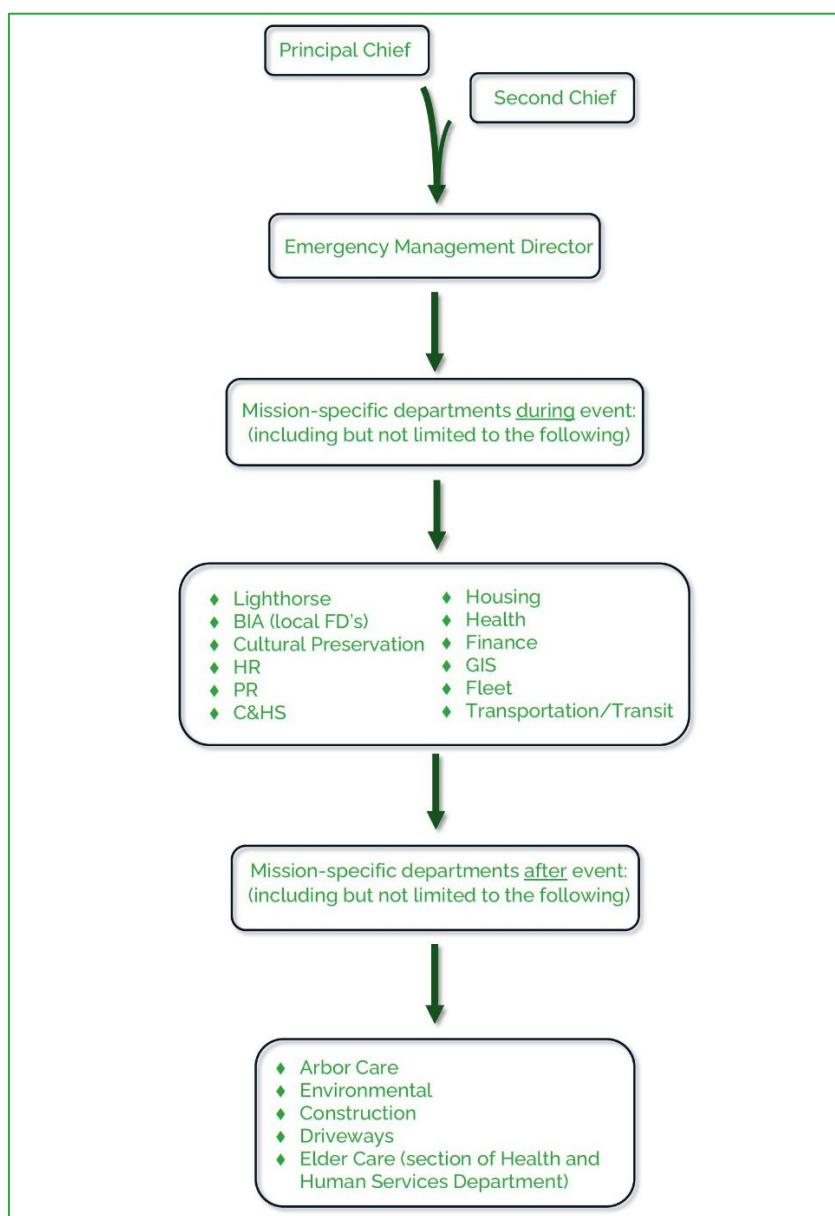 Principal Chief
Second Chief
Emergency Management Director
Mission-specific departments during event:
(including but not limited to the following)
♦ Lighthorse
♦ BIA (local FD's)
♦ Cultural Preservation
♦ HR
♦ PR
♦ C&HS
♦ Housing
♦ Health
♦ Finance
♦ GIS
♦ Fleet
♦ Transportation/Transit
Mission-specific departments after event:
(including but not limited to the following)
♦ Arbor Care
♦ Environmental
♦ Construction
♦ Driveways
♦ Elder Care (section of Health and
Human Services Department)